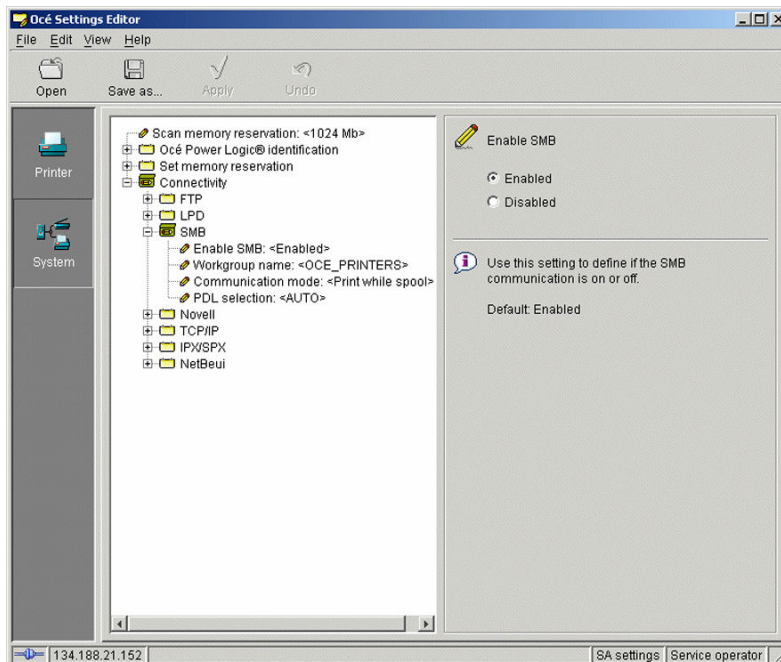 Océ Settings Editor
File Edit View Help
Open Save as... Apply Undo
Printer
System
Scan memory reservation: <1024 Mb>
Océ Power Logic® identification
Set memory reservation
Connectivity
FTP
LPD
SMB
Enable SMB: <Enabled>
Workgroup name: <OCE_PRINTERS>
Communication mode: <Print while spool>
PDL selection: <AUTO>
Novell
TCP/IP
IPX/SPX
NetBeui
Enable SMB
Enabled
Disabled
Use this setting to define if the SMB
communication is on or off.
Default: Enabled
134.188.21.152
SA settings Service operator